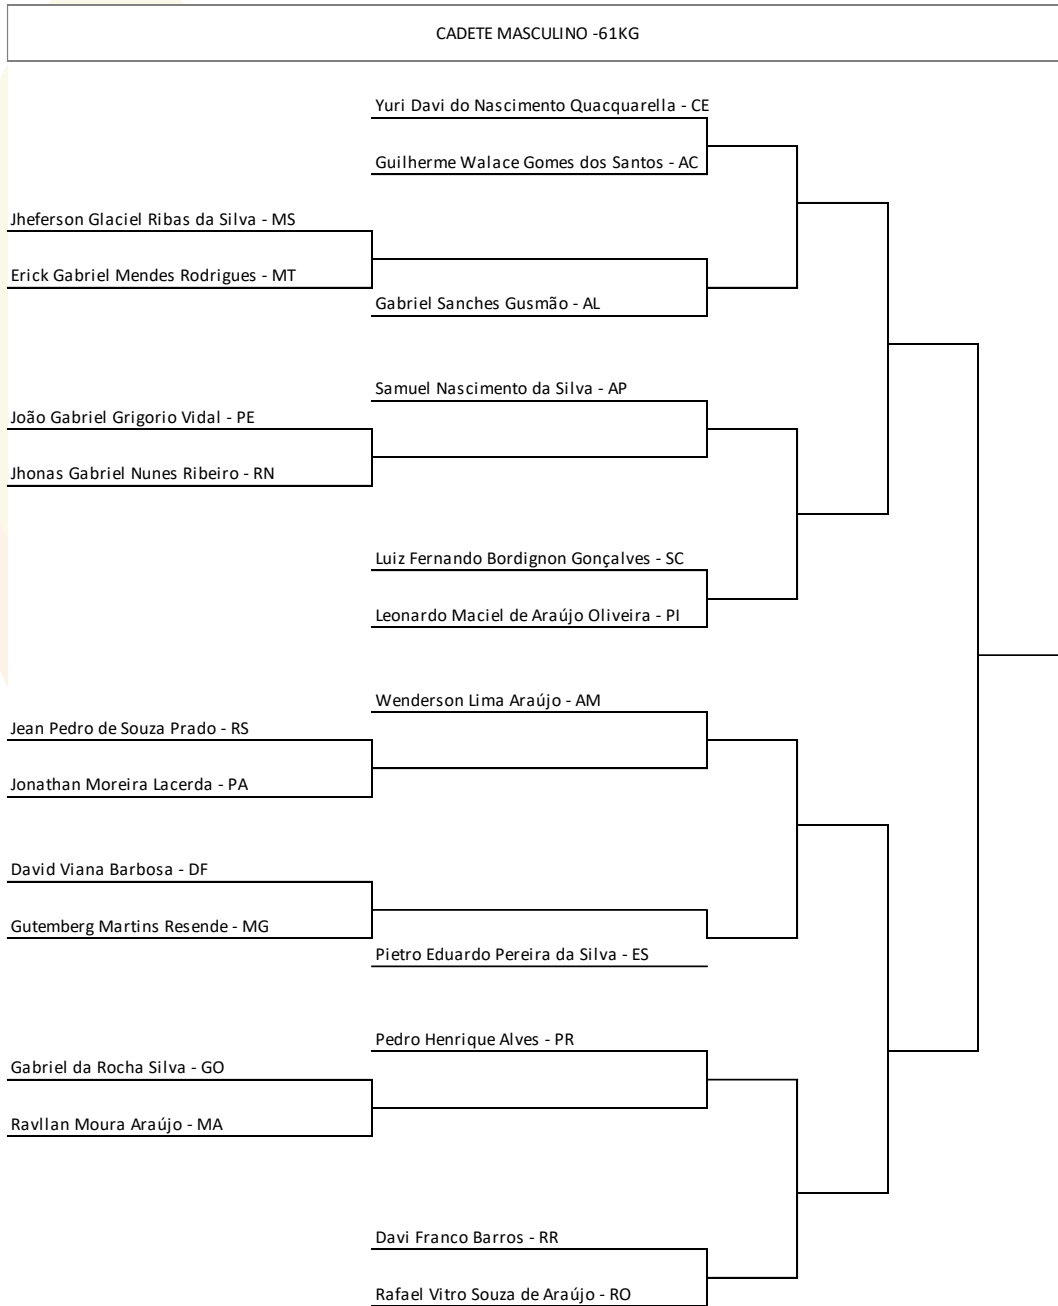 CADETE MASCULINO -61KG
Yuri Davi do Nascimento Quacquarella - CE
Guilherme Walace Gomes dos Santos - AC
Jheferson Glaciel Ribas da Silva - MS
Erick Gabriel Mendes Rodrigues - MT
Gabriel Sanches Gusmão - AL
Samuel Nascimento da Silva - AP
João Gabriel Grigorio Vidal - PE
Jhonas Gabriel Nunes Ribeiro - RN
Luiz Fernando Bordignon Gonçalves - SC
Leonardo Maciel de Araújo Oliveira - PI
Wenderson Lima Araújo - AM
Jean Pedro de Souza Prado - RS
Jonathan Moreira Lacerda - PA
David Viana Barbosa - DF
Gutemberg Martins Resende - MG
Pietro Eduardo Pereira da Silva - ES
Pedro Henrique Alves - PR
Gabriel da Rocha Silva - GO
Ravllan Moura Araújo - MA
Davi Franco Barros - RR
Rafael Vitro Souza de Araújo - RO